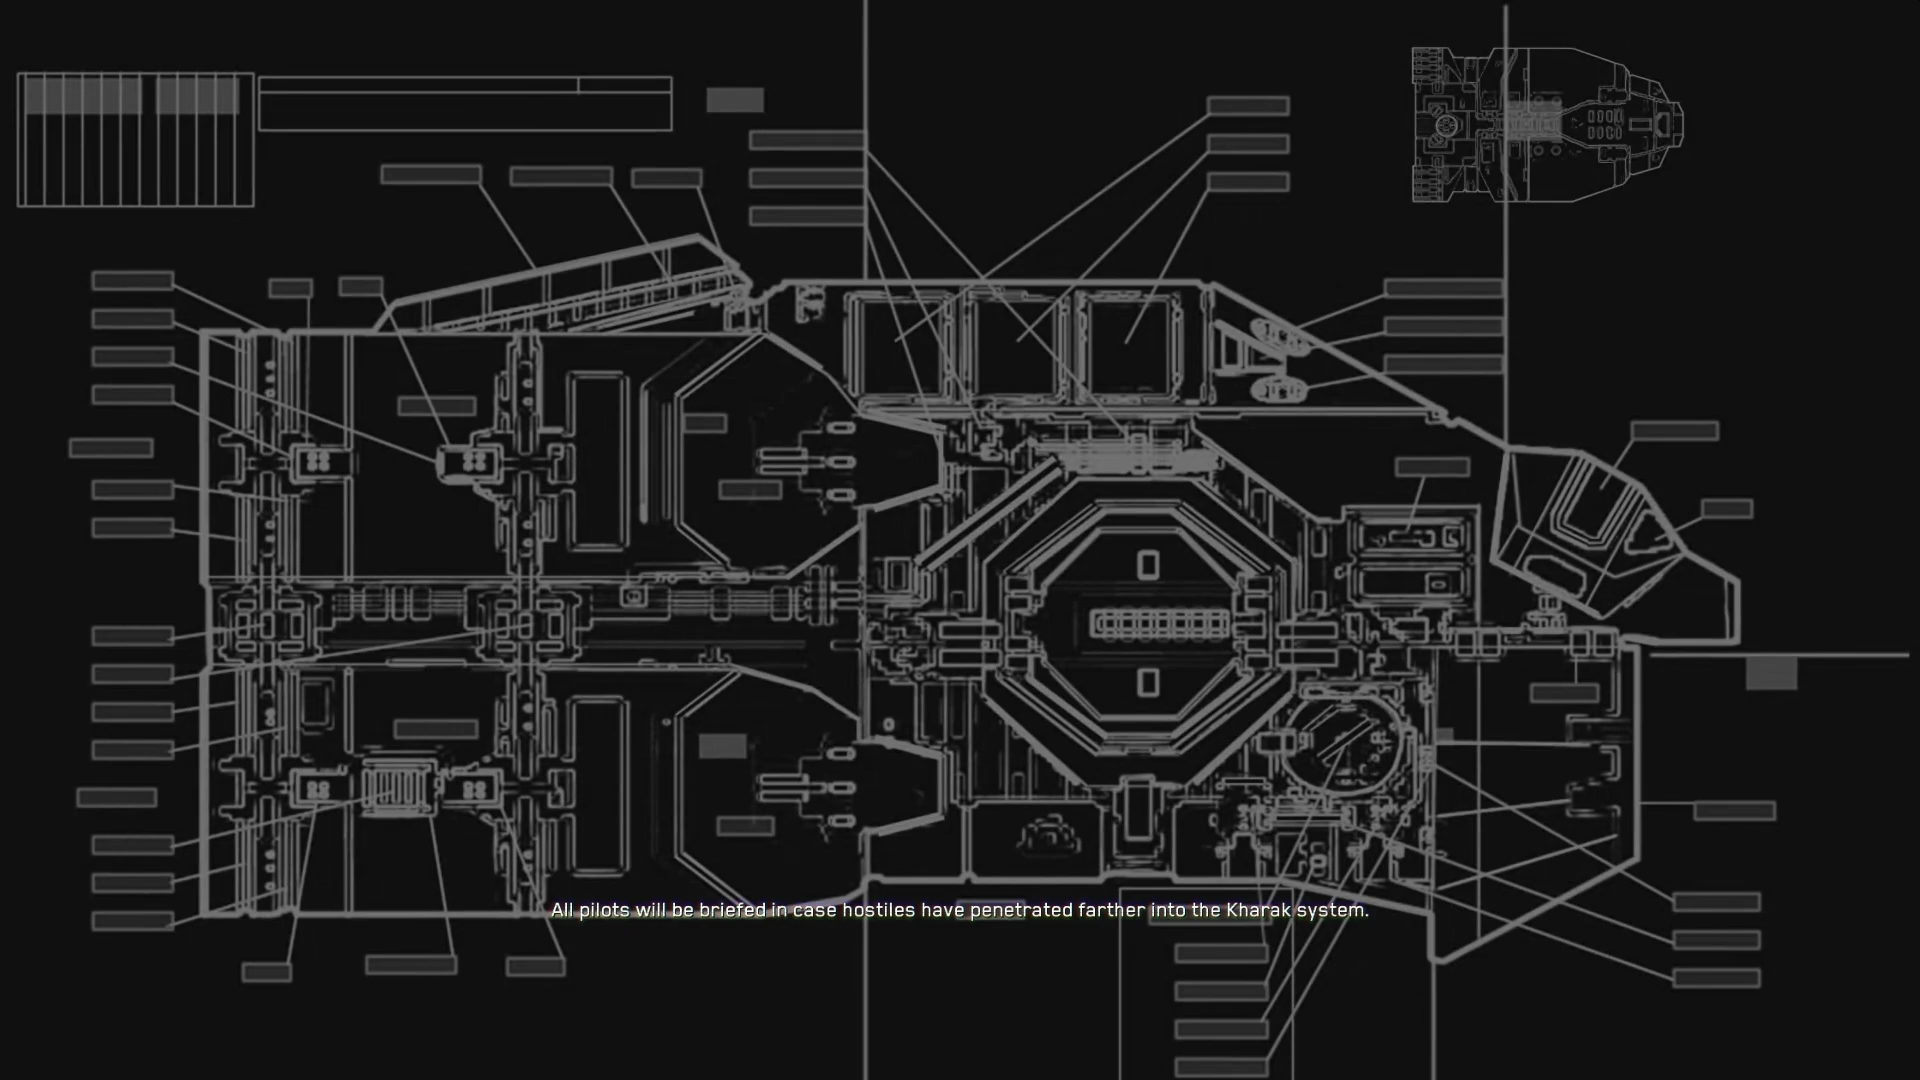 All pilots will be briefed in case hostiles have penetrated farther into the Kharak system.